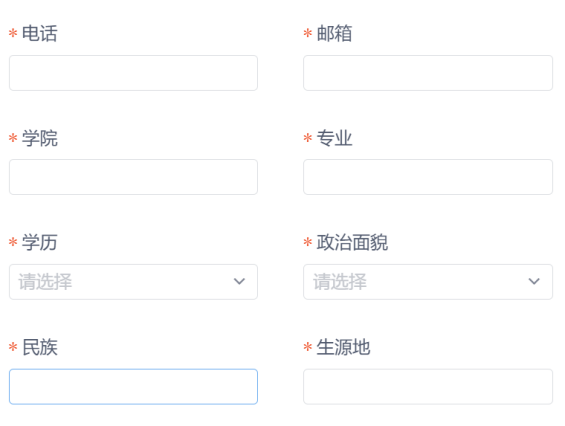 * 电话
* 邮箱
* 学院
* 专业
* 学历
* 政治面貌
请选择
请选择
* 民族
* 生源地